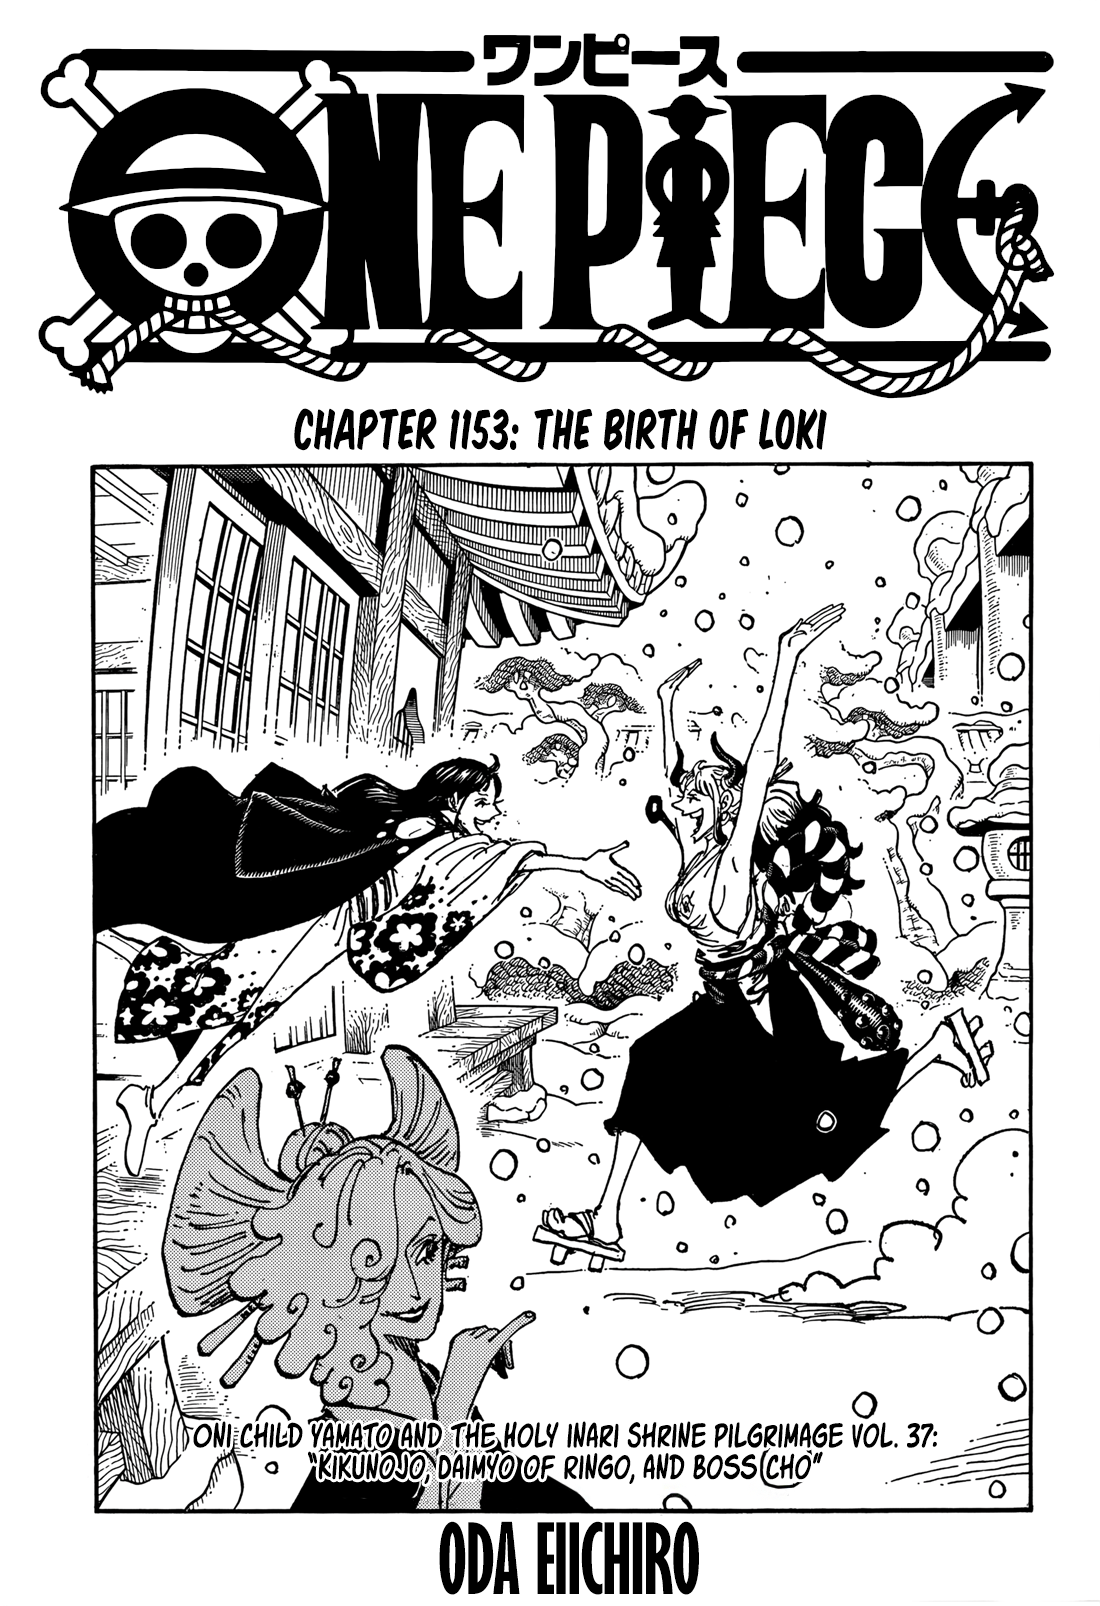 ワンピース
ONE PIECE
CHAPTER 1153: THE BIRTH OF LOKI
ONI CHILD YAMATO AND THE HOLY INARI SHRINE PILGRIMAGE VOL. 37:
"KIKUNOJO, DAIMYO OF RINGO, AND BOSS CHO"
ODA EIICHIRO